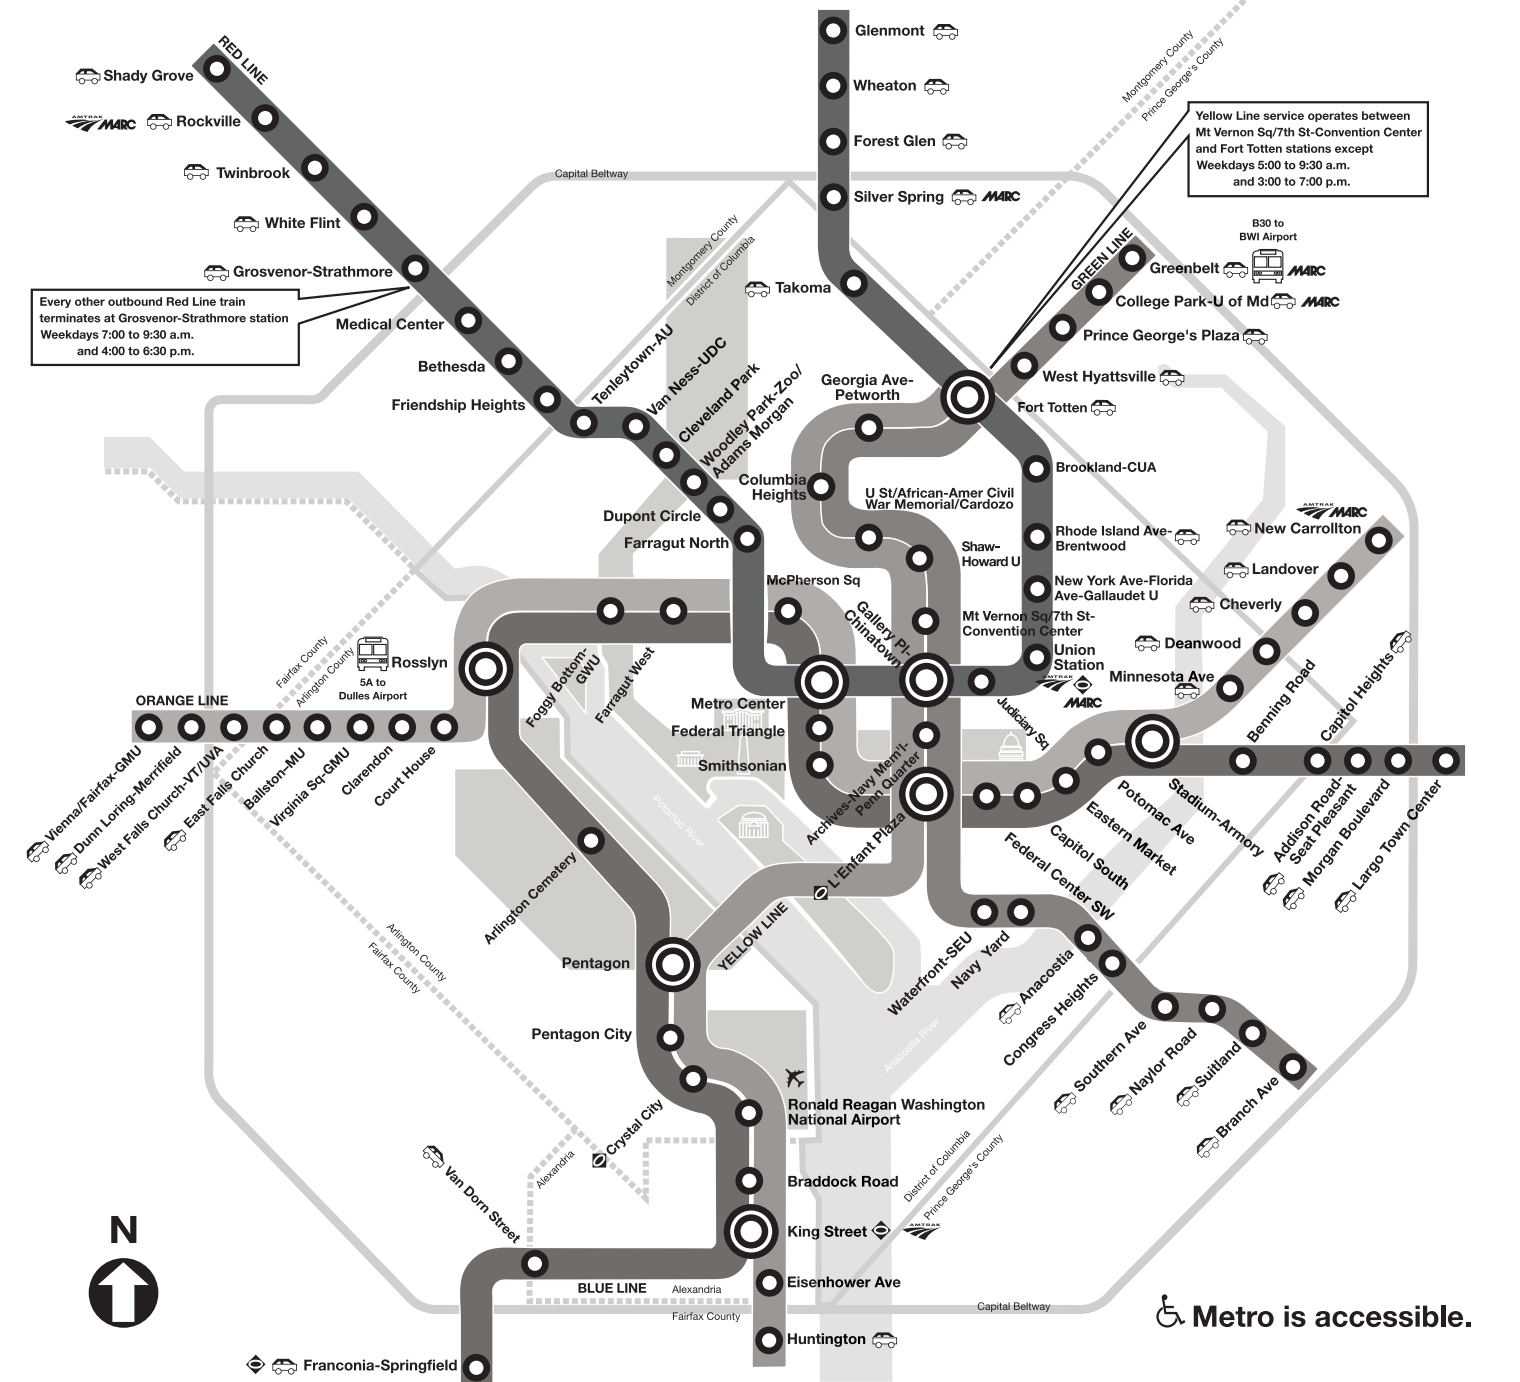 RED LINE
Shady Grove
AMTRAK
MARC
Rockville
Twinbrook
White Flint
Grosvenor-Strathmore
Every other outbound Red Line train
terminates at Grosvenor-Strathmore station
Weekdays 7:00 to 9:30 a.m.
and 4:00 to 6:30 p.m.
Medical Center
Bethesda
Friendship Heights
Tenleytown-AU
Van Ness-UDC
Cleveland Park
Woodley Park-Zoo/
Adams Morgan
Dupont Circle
Farragut North
Capital Beltway
Montgomery County
District of Columbia
Glenmont
Wheaton
Forest Glen
Silver Spring
MARC
Takoma
Montgomery County
Prince George's County
Yellow Line service operates between
Mt Vernon Sq/7th St-Convention Center
and Fort Totten stations except
Weekdays 5:00 to 9:30 a.m.
and 3:00 to 7:00 p.m.
B30 to
BWI Airport
GREEN LINE
Greenbelt
MARC
College Park-U of Md
MARC
Prince George's Plaza
West Hyattsville
Fort Totten
Georgia Ave-
Petworth
Columbia
Heights
U St/African-Amer Civil
War Memorial/Cardozo
Shaw-
Howard U
Mt Vernon Sq/7th St-
Convention Center
Gallery Pl-
Chinatown
Brookland-CUA
Rhode Island Ave-
Brentwood
New York Ave-Florida
Ave-Gallaudet U
Union
Station
AMTRAK
MARC
Judiciary Sq
McPherson Sq
Metro Center
Federal Triangle
Smithsonian
Archives-Navy Mem'l-
Penn Quarter
L'Enfant Plaza
AMTRAK
MARC
New Carrollton
Landover
Cheverly
Deanwood
Minnesota Ave
Benning Road
Capitol Heights
Stadium-Armory
Potomac Ave
Eastern Market
Capitol South
Federal Center SW
Addison Road-
Seat Pleasant
Morgan Boulevard
Largo Town Center
Fairfax County
Arlington County
Rosslyn
5A to
Dulles Airport
Foggy Bottom-
GWU
Farragut West
ORANGE LINE
Vienna/Fairfax-GMU
Dunn Loring-Merrifield
West Falls Church-VT/UVA
East Falls Church
Ballston-MU
Virginia Sq-GMU
Clarendon
Court House
Potomac River
Arlington Cemetery
Arlington County
Fairfax County
Pentagon
YELLOW LINE
Pentagon City
Crystal City
Ronald Reagan Washington
National Airport
Waterfront-SEU
Navy Yard
Anacostia
Congress Heights
Southern Ave
Naylor Road
Suitland
Branch Ave
Anacostia River
District of Columbia
Prince George's County
Alexandria
Van Dorn Street
Braddock Road
King Street
AMTRAK
BLUE LINE
Alexandria
Fairfax County
Eisenhower Ave
Huntington
Franconia-Springfield
Capital Beltway
N
Metro is accessible.